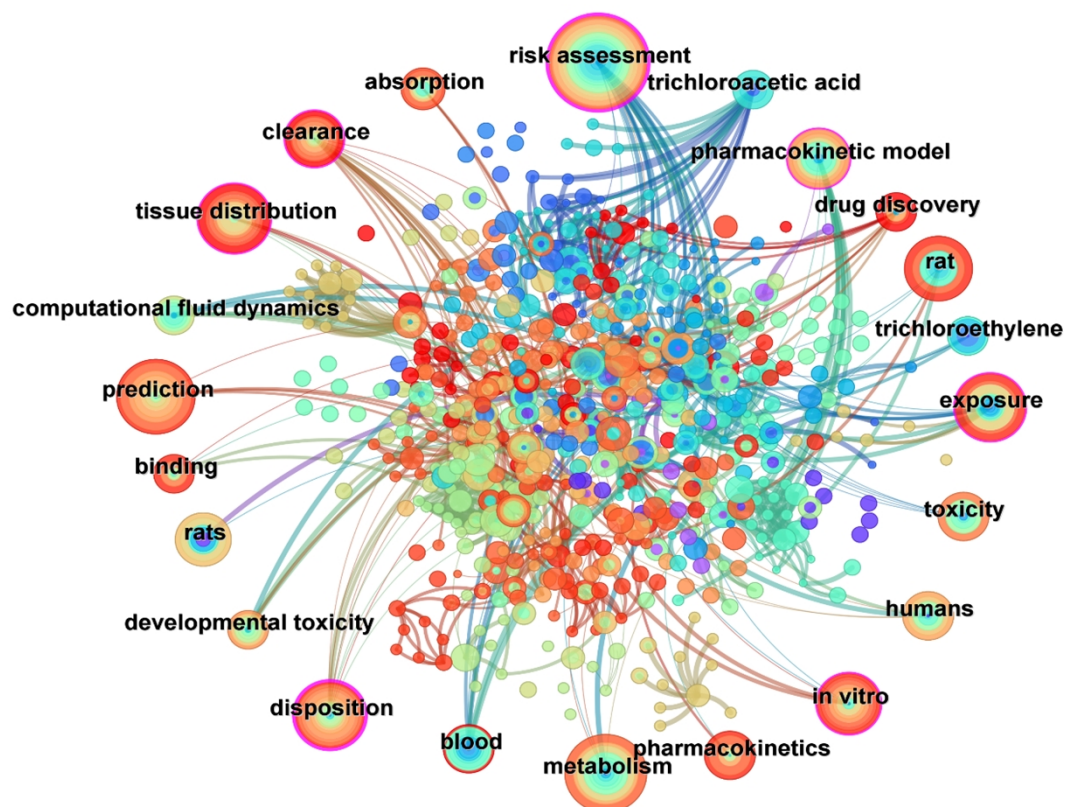 risk assessment
absorption
trichloroacetic acid
clearance
pharmacokinetic model
drug discovery
tissue distribution
rat
computational fluid dynamics
trichloroethylene
prediction
exposure
binding
toxicity
rats
humans
developmental toxicity
in vitro
disposition
blood
pharmacokinetics
metabolism